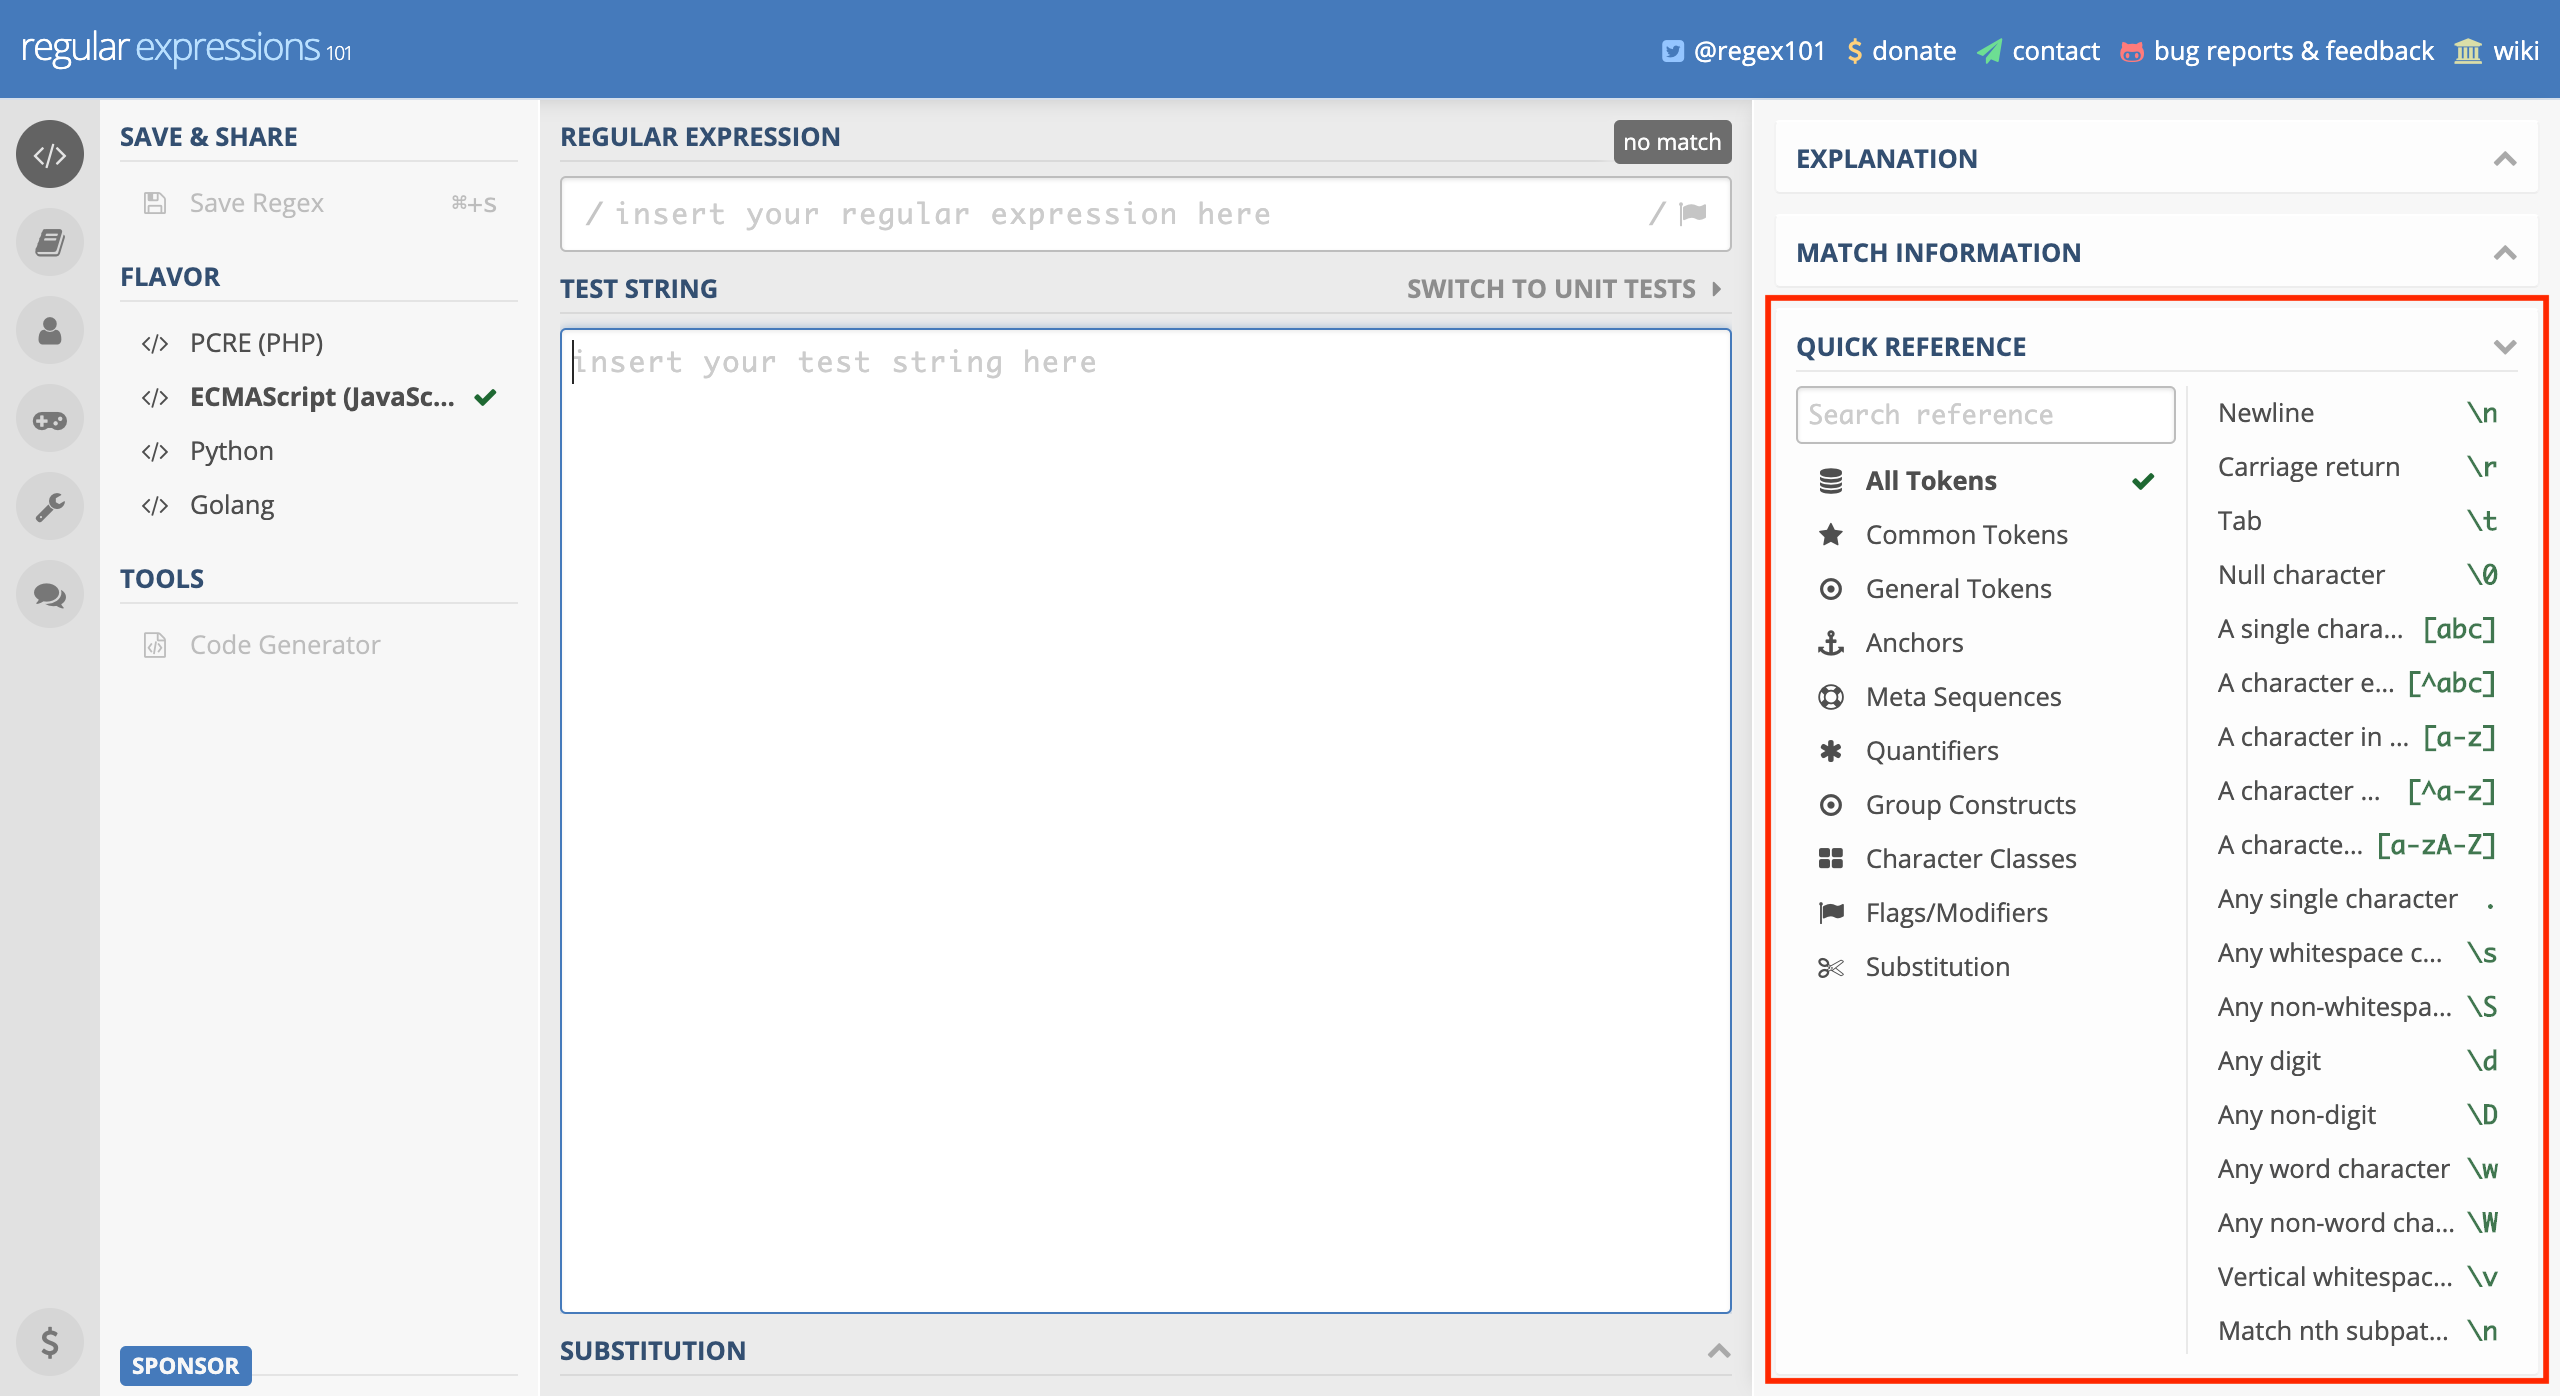 regular expressions 101
@regex101 $ donate contact bug reports & feedback wiki
SAVE & SHARE
Save Regex ⌘+s
FLAVOR
</> PCRE (PHP)
</> ECMAScript (JavaSc...
</> Python
</> Golang
TOOLS
Code Generator
$
SPONSOR
REGULAR EXPRESSION
no match
/ insert your regular expression here /
TEST STRING
SWITCH TO UNIT TESTS
insert your test string here
SUBSTITUTION
EXPLANATION
MATCH INFORMATION
QUICK REFERENCE
Search reference
All Tokens
Common Tokens
General Tokens
Anchors
Meta Sequences
Quantifiers
Group Constructs
Character Classes
Flags/Modifiers
Substitution
Newline \n
Carriage return \r
Tab \t
Null character \0
A single chara... [abc]
A character e... [^abc]
A character in ... [a-z]
A character ... [^a-z]
A characte... [a-zA-Z]
Any single character .
Any whitespace c... \s
Any non-whitespa... \S
Any digit \d
Any non-digit \D
Any word character \w
Any non-word cha... \W
Vertical whitespac... \v
Match nth subpat... \n